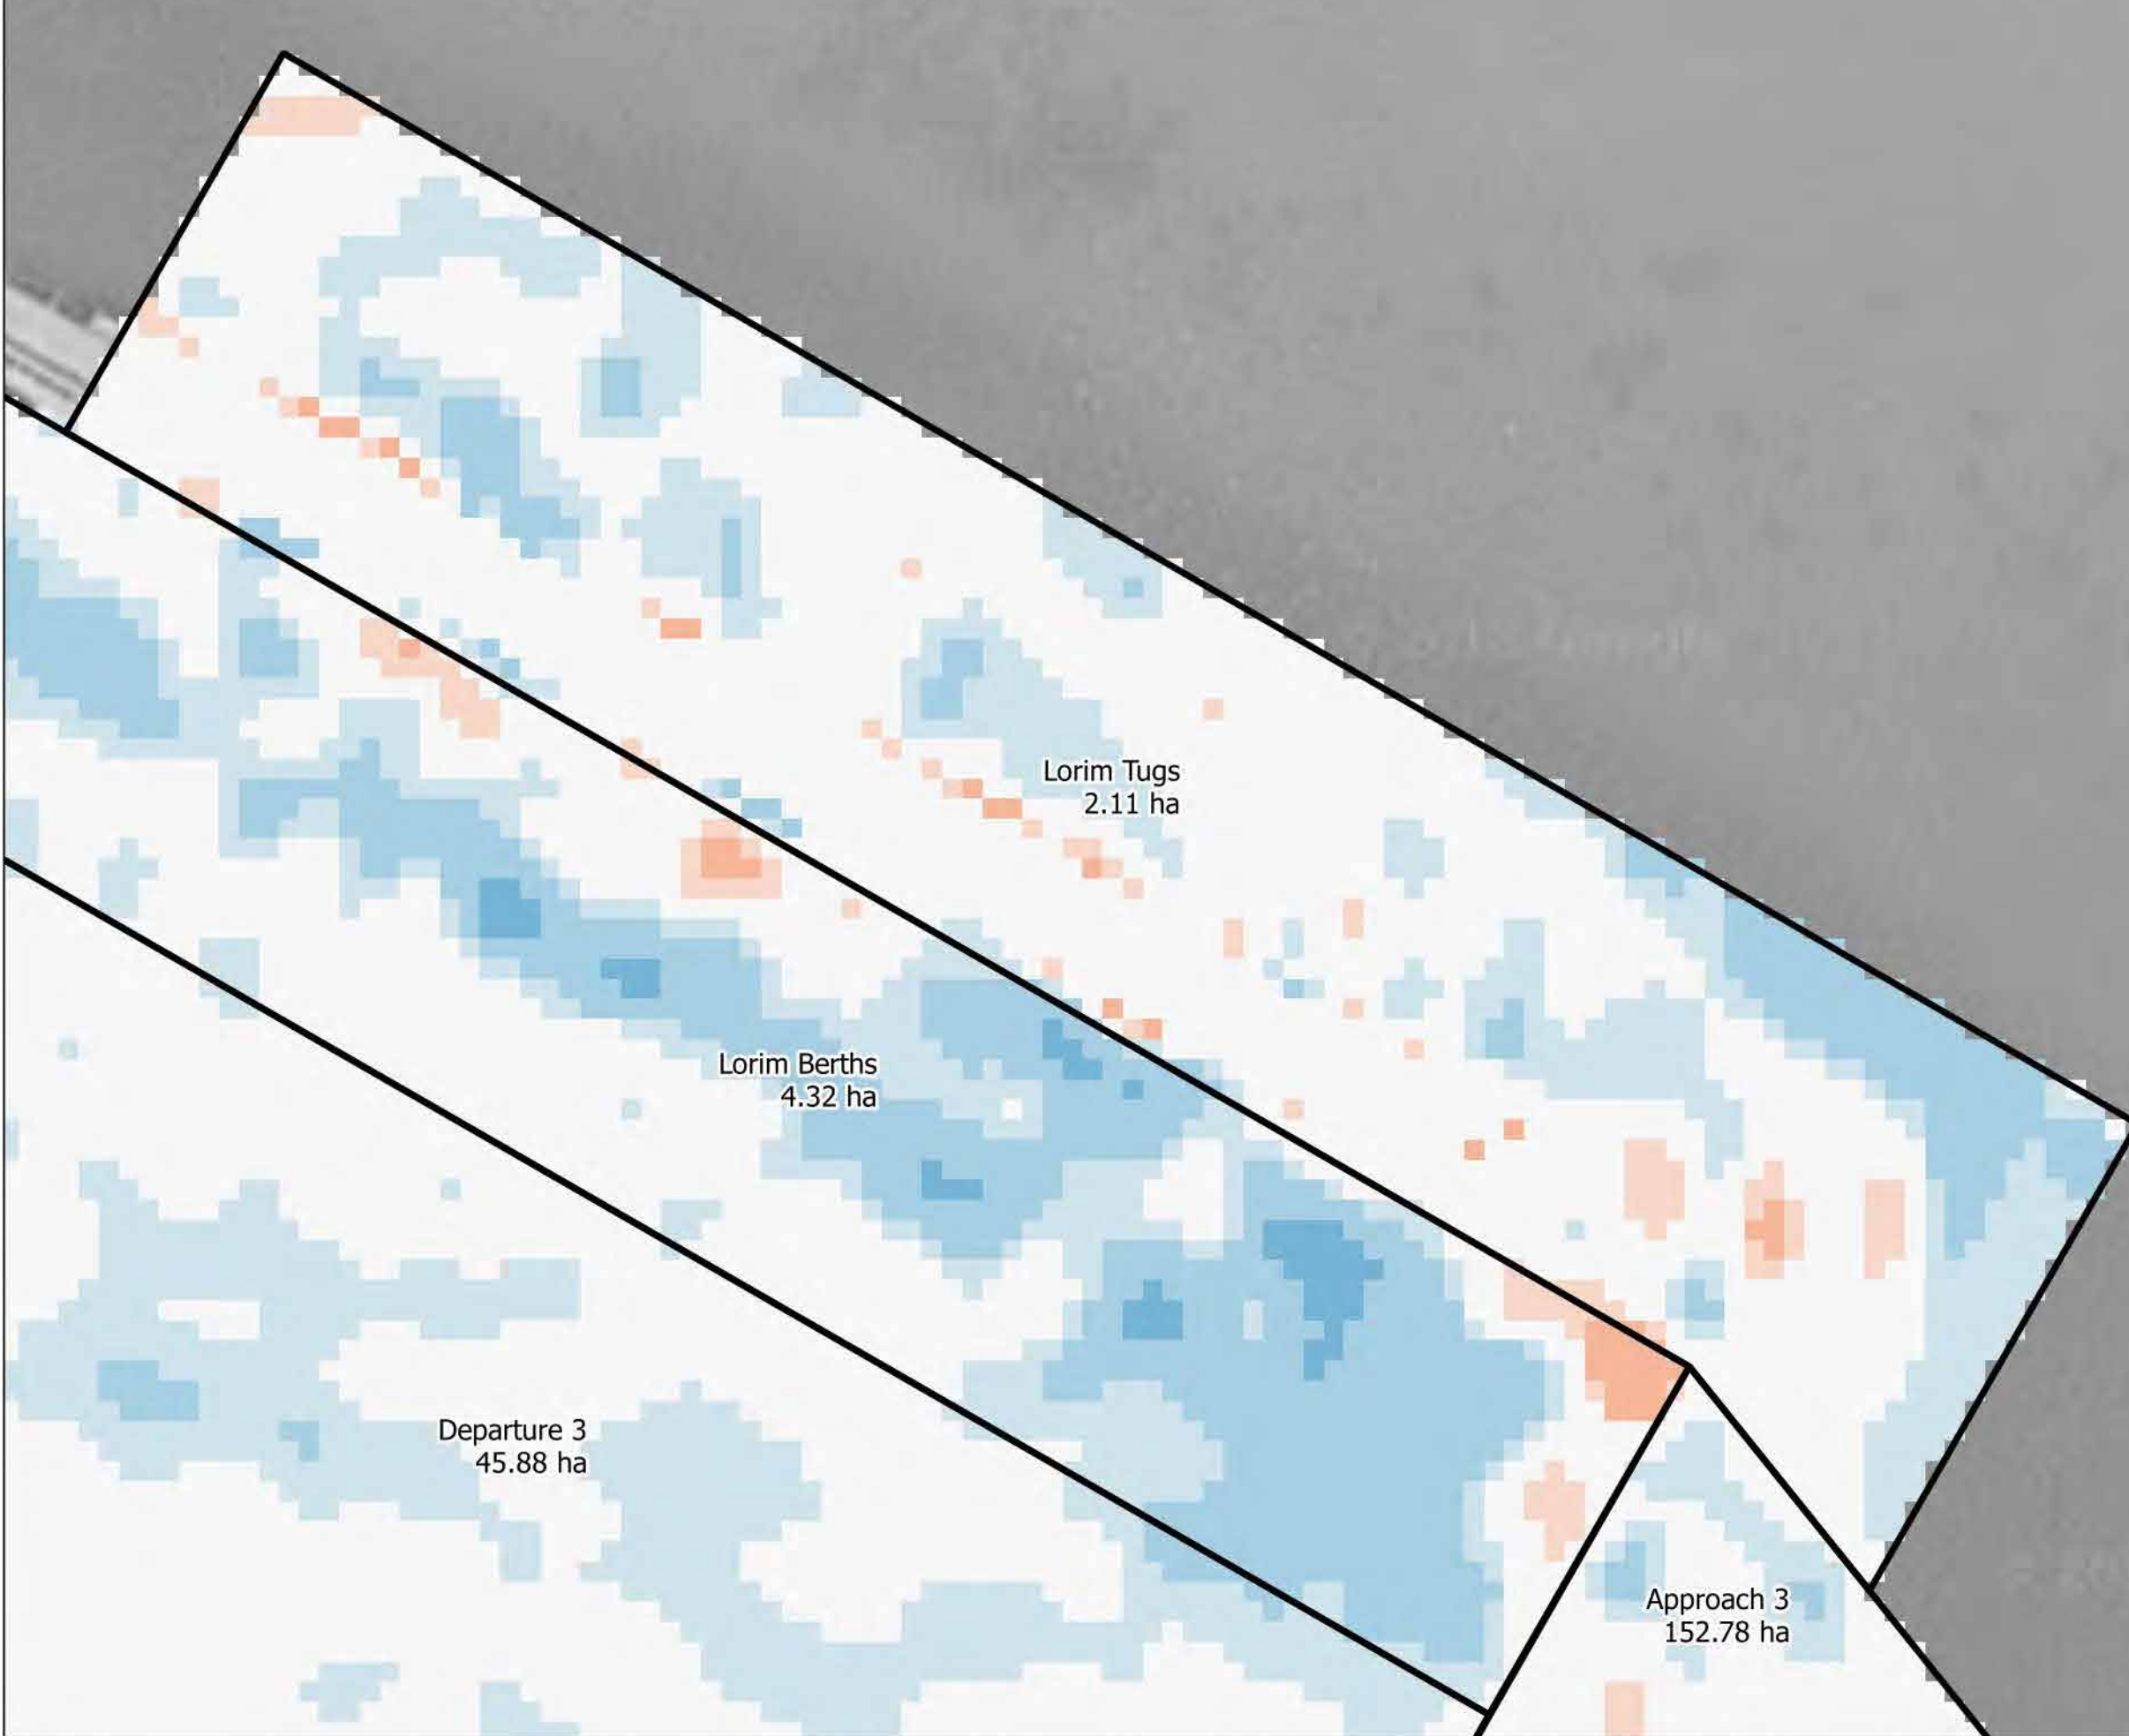 Lorim Tugs
2.11 ha
Lorim Berths
4.32 ha
Departure 3
45.88 ha
Approach 3
152.78 ha